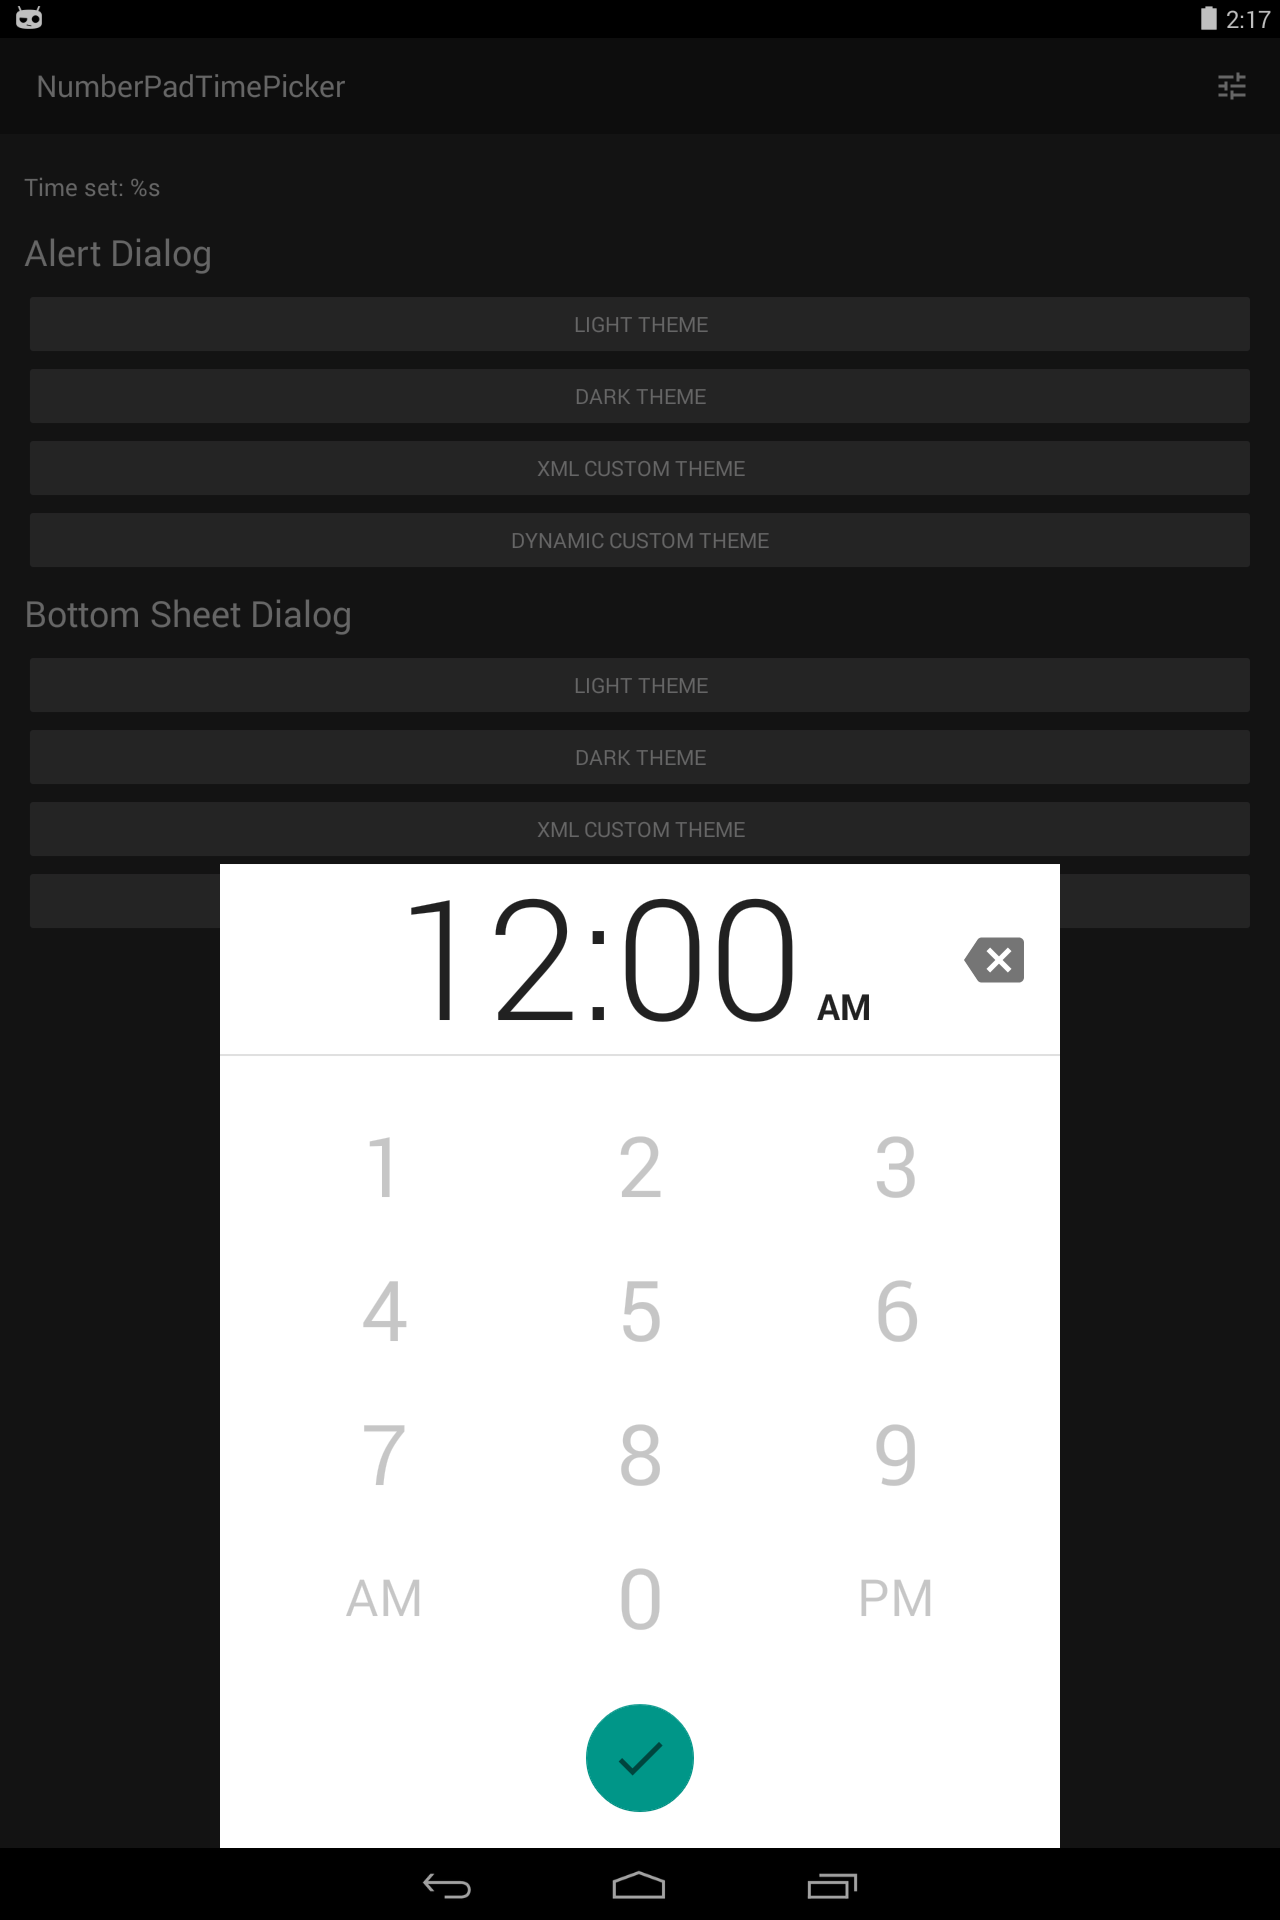 2:17
NumberPadTimePicker
Time set: %s
Alert Dialog
LIGHT THEME
DARK THEME
XML CUSTOM THEME
DYNAMIC CUSTOM THEME
Bottom Sheet Dialog
LIGHT THEME
DARK THEME
XML CUSTOM THEME
12:00 AM
1 2 3
4 5 6
7 8 9
AM 0 PM